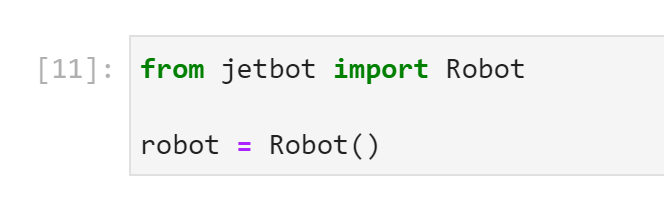 [11]: from jetbot import Robot
robot = Robot()